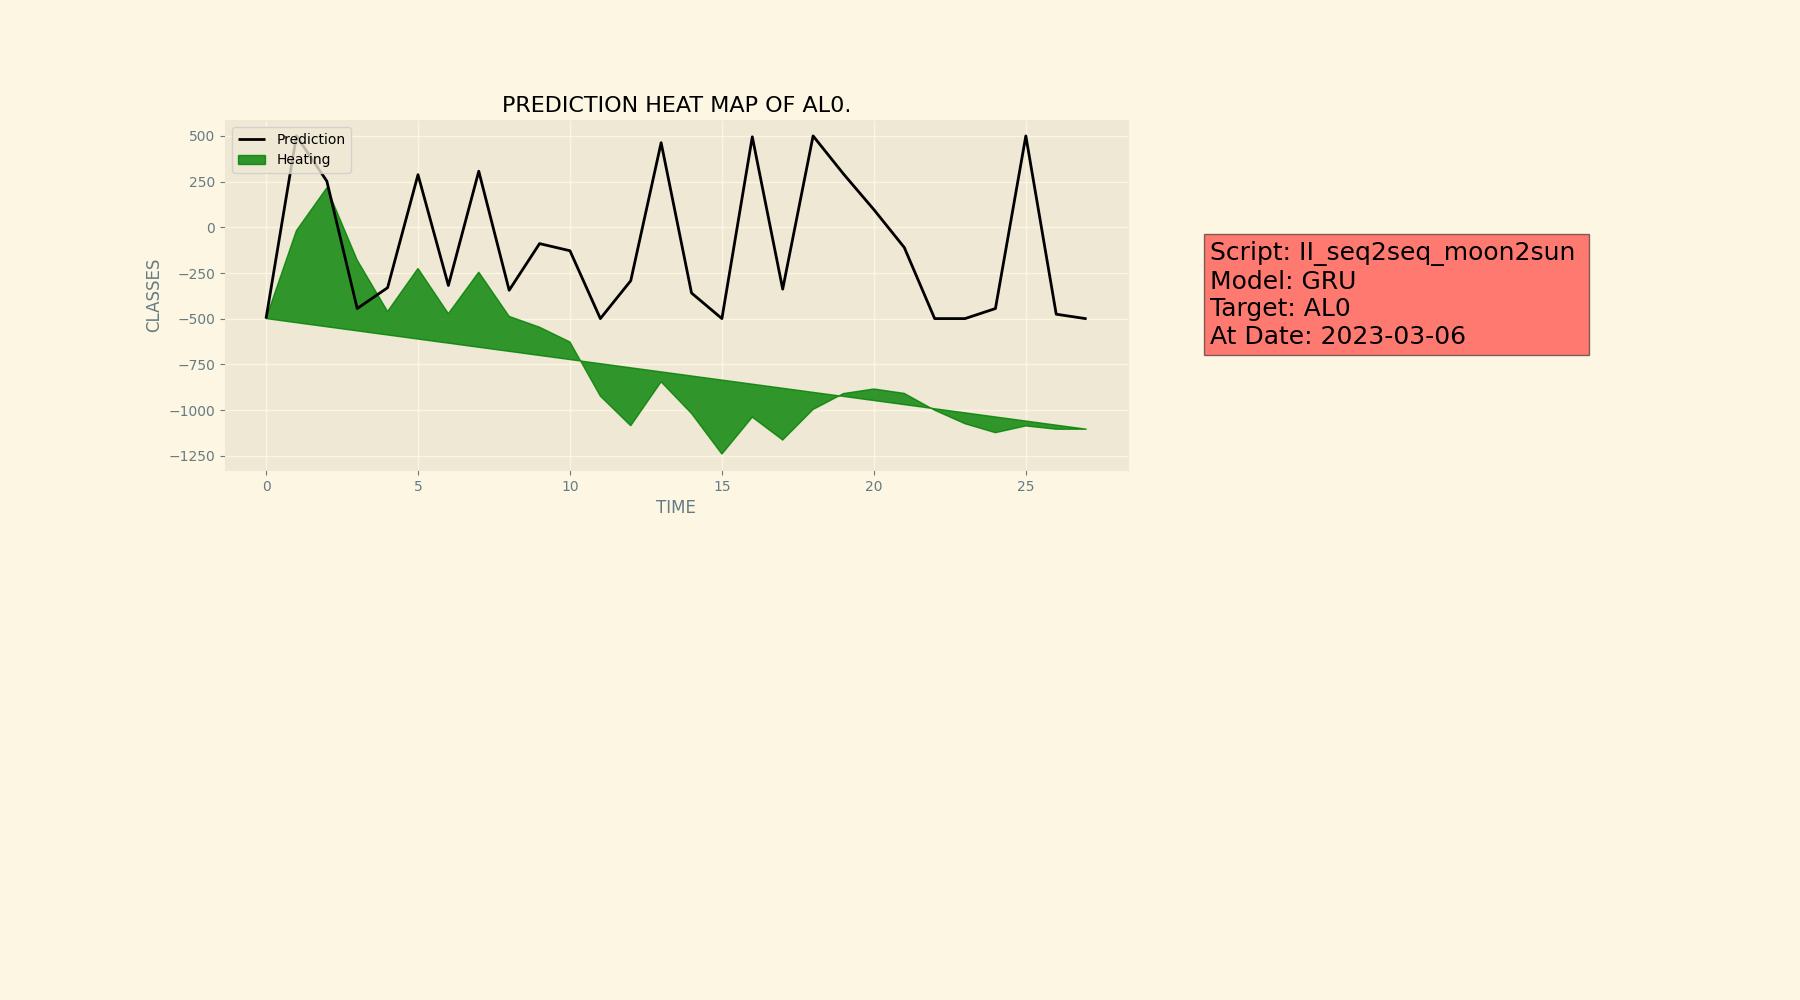 PREDICTION HEAT MAP OF AL0.
Prediction
Heating
500
250
0
−250
−500
−750
−1000
−1250
CLASSES
0 5 10 15 20 25
TIME
Script: II_seq2seq_moon2sun
Model: GRU
Target: AL0
At Date: 2023-03-06